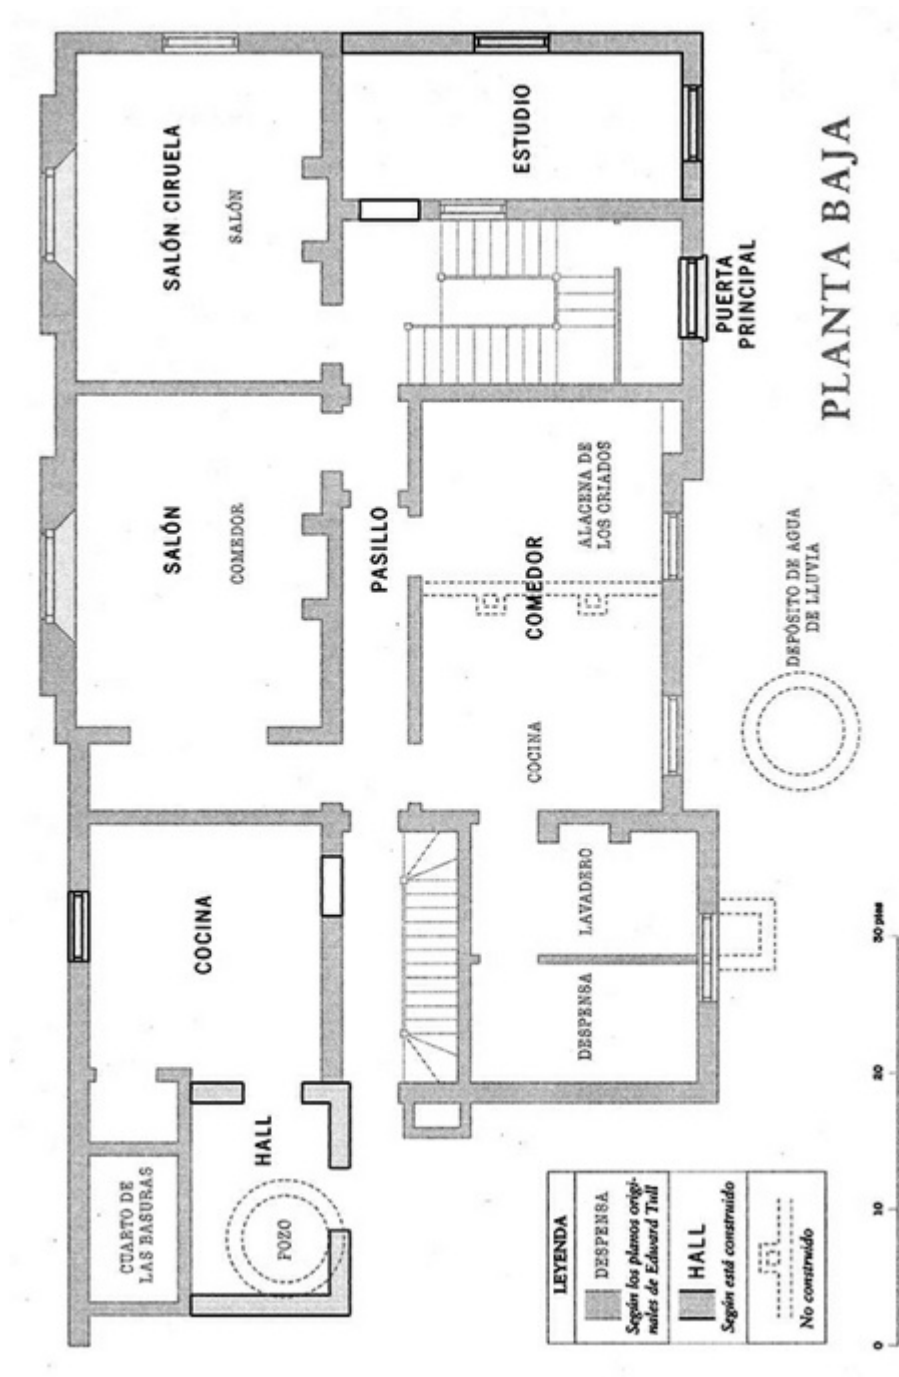 PLANTA BAJA
SALÓN CIRUELA
SALÓN
ESTUDIO
PUERTA
PRINCIPAL
SALÓN
COMEDOR
PASILLO
COMEDOR
ALACENA DE
LOS CRIADOS
COCINA
DEPÓSITO DE AGUA
DE LLUVIA
COCINA
LAVADERO
DESPENSA
HALL
POZO
CUARTO DE
LAS BASURAS
LEYENDA
DESPENSA
Según los planos origi-
nales de Edward Tull
HALL
Según está construido
No construido
0
10
20
30 pies